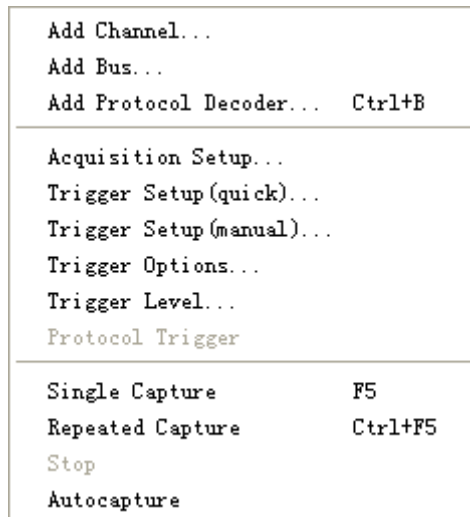 Add Channel...
Add Bus...
Add Protocol Decoder... Ctrl+B
Acquisition Setup...
Trigger Setup(quick)...
Trigger Setup(manual)...
Trigger Options...
Trigger Level...
Protocol Trigger
Single Capture F5
Repeated Capture Ctrl+F5
Stop
Autocapture